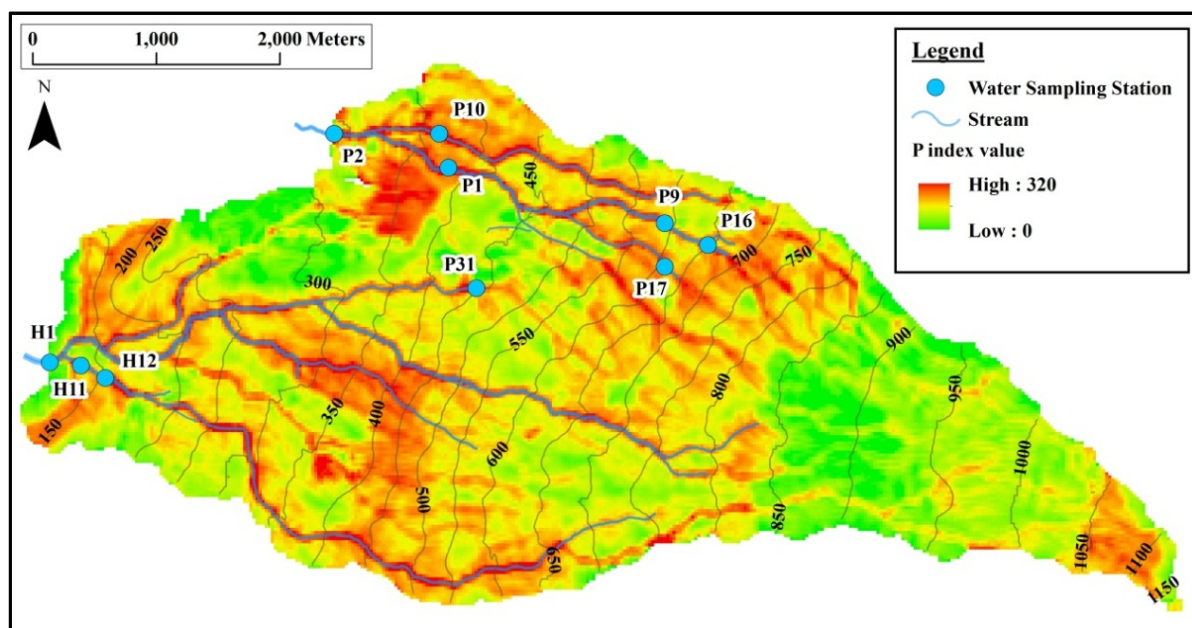 0 1,000 2,000 Meters
N
Legend
Water Sampling Station
Stream
P index value
High : 320
Low : 0
P10
P2
P1
450
P9
P16
700
750
P17
250
200
P31
300
H1
H12
H11
550
900
800
950
350
400
150
600
1000
500
850
650
1050
1100
1150